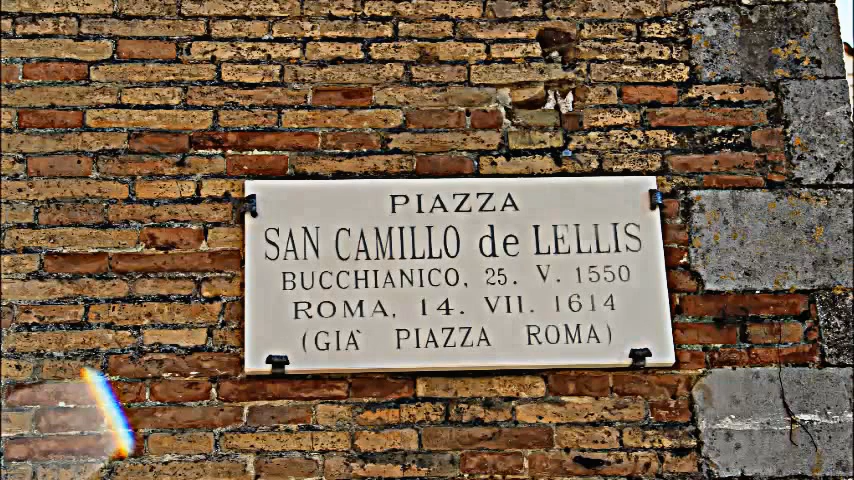 PIAZZA
SAN CAMILLO de LELLIS
BUCCHIANICO, 25. V. 1550
ROMA, 14. VII. 1614
(GIA` PIAZZA ROMA)